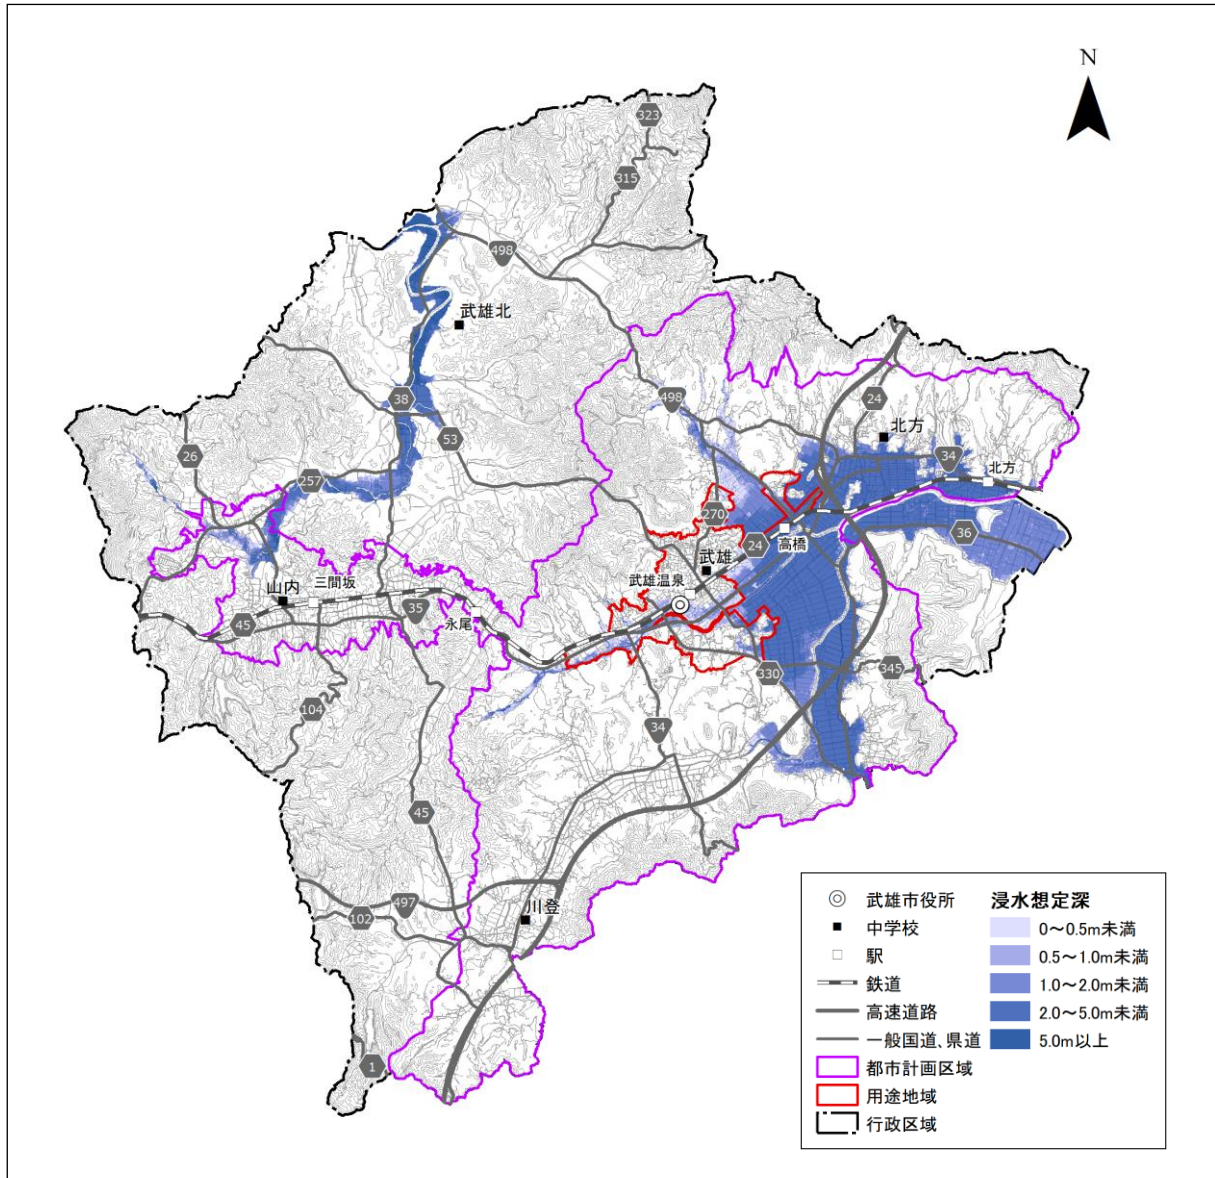 N
323
315
498
武雄北
498
38
24
北方
53
34
北方
26
257
270
36
24
高橋
武雄
武雄温泉
三間坂
山内
35
45
永尾
330
345
104
34
45
497
102
川登
1
武雄市役所
中学校
駅
鉄道
高速道路
一般国道、県道
都市計画区域
用途地域
行政区域
浸水想定深
0~0.5m未満
0.5~1.0m未満
1.0~2.0m未満
2.0~5.0m未満
5.0m以上